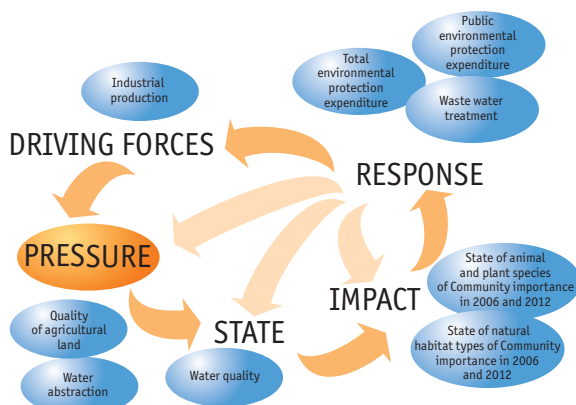 Public
environmental
protection
expenditure
Total
environmental
protection
expenditure
Waste water
treatment
Industrial
production
DRIVING FORCES
RESPONSE
PRESSURE
Quality
of agricultural
land
Water
abstraction
STATE
Water quality
IMPACT
State of animal
and plant species
of Community importance
in 2006 and 2012
State of natural
habitat types of Community
importance in 2006
and 2012